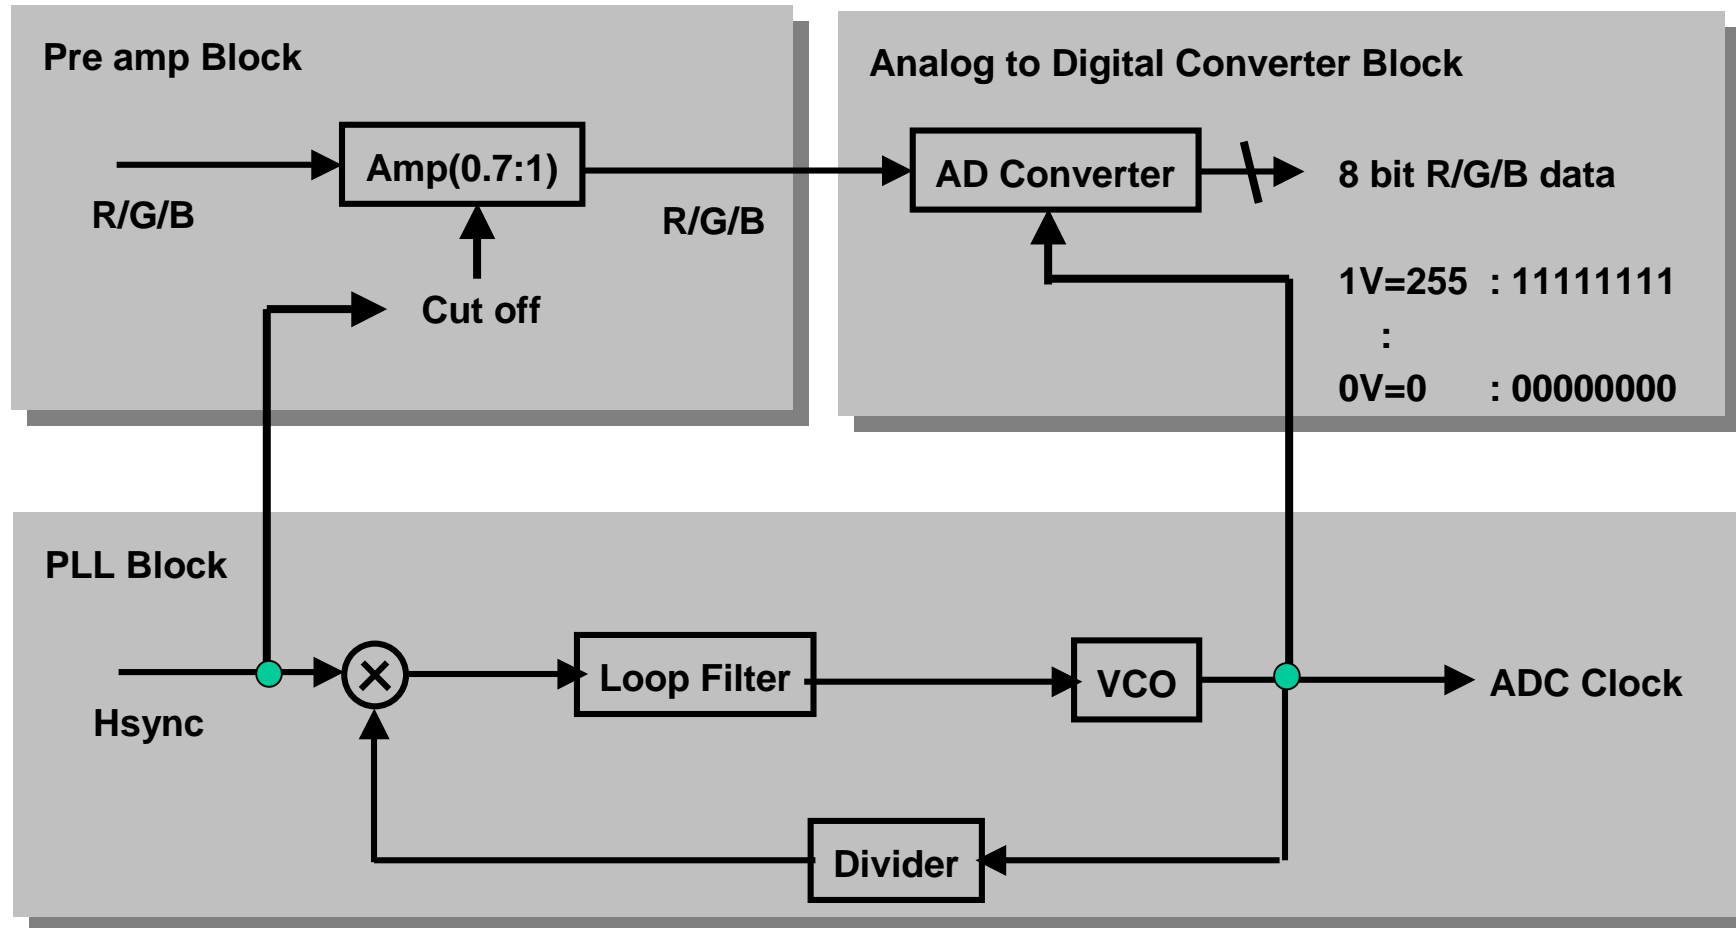 Pre amp Block
Amp(0.7:1)
R/G/B
R/G/B
Cut off
Analog to Digital Converter Block
AD Converter
8 bit R/G/B data
1V=255 : 11111111
:
0V=0 : 00000000
PLL Block
Hsync
Loop Filter
VCO
ADC Clock
Divider